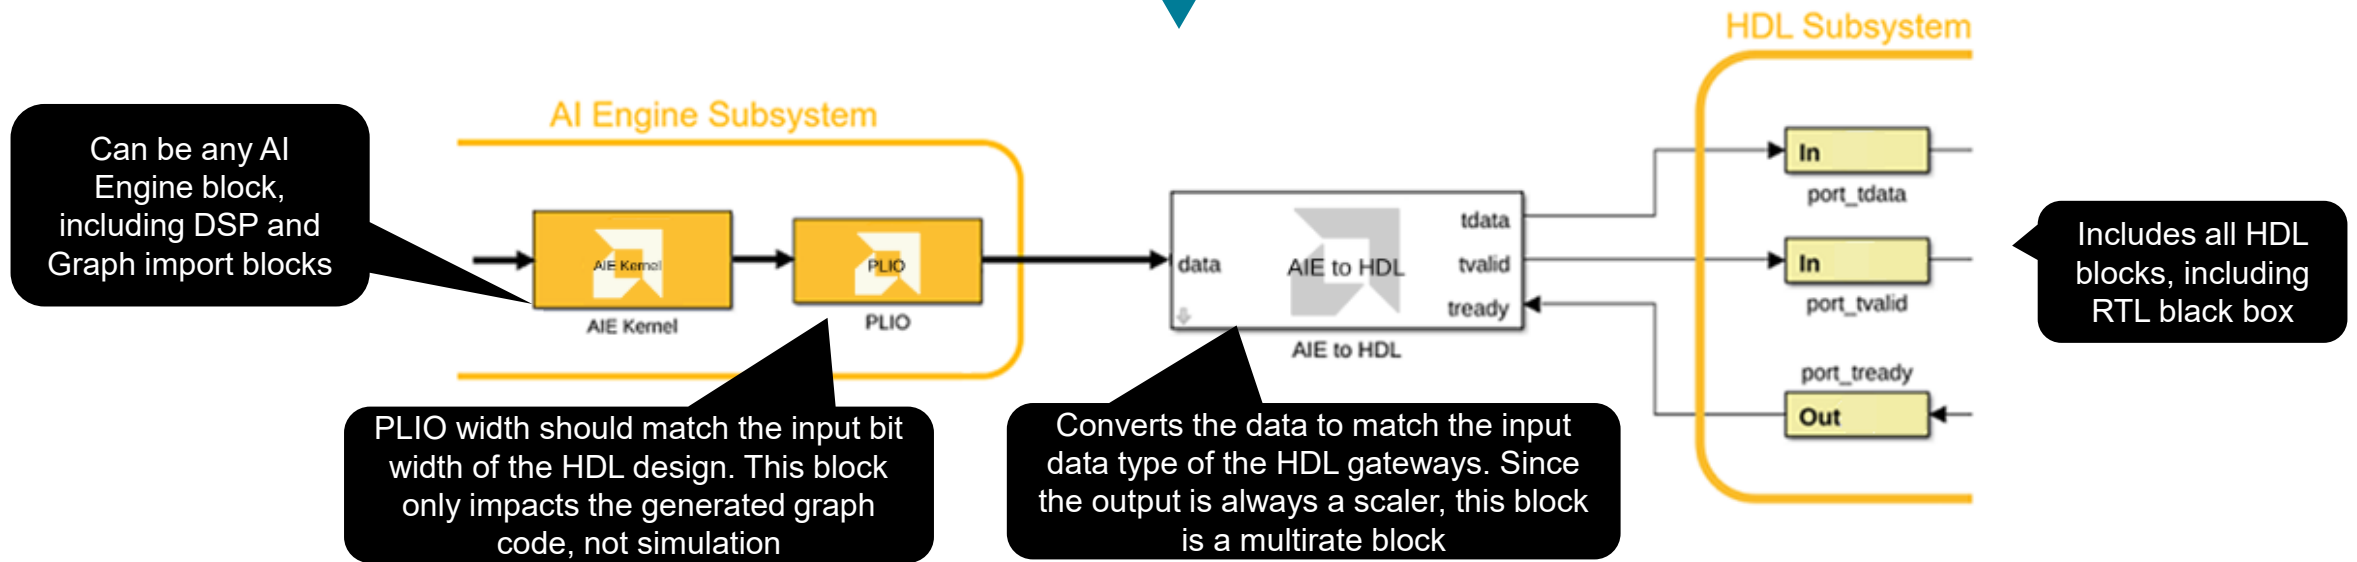 HDL Subsystem
AI Engine Subsystem
Can be any AI
Engine block,
including DSP and
Graph import blocks
AIE Kernel
AIE Kernel
PLIO
PLIO
data
AIE to HDL
tdata
tvalid
tready
AIE to HDL
In
port_tdata
In
port_tvalid
port_tready
Out
Includes all HDL
blocks, including
RTL black box
PLIO width should match the input bit
width of the HDL design. This block
only impacts the generated graph
code, not simulation
Converts the data to match the input
data type of the HDL gateways. Since
the output is always a scaler, this block
is a multirate block